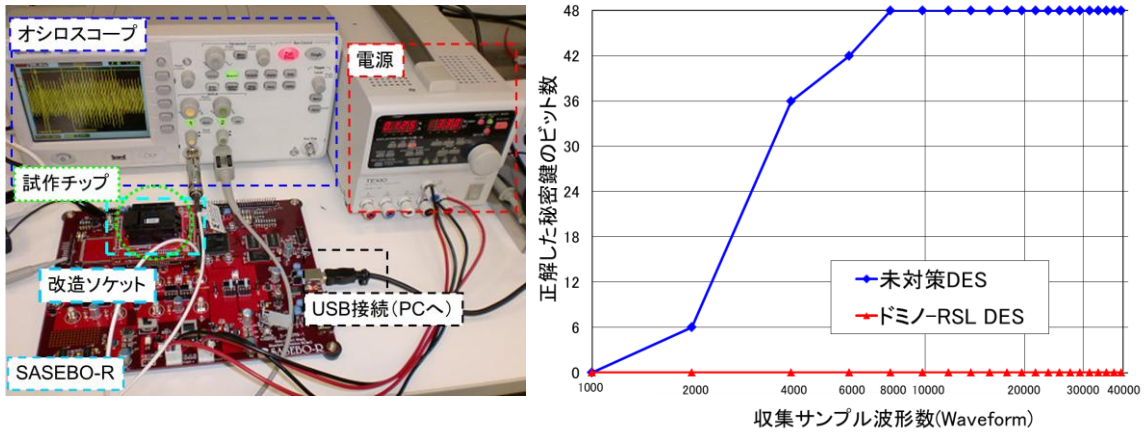 オシロスコープ
電源
試作チップ
改造ソケット
USB接続(PCへ)
SASEBO-R
SASEBO-R
TEXIO
正解した秘密鍵のビット数
48
42
36
30
24
18
12
6
0
未対策DES
ドミノ-RSL DES
1000
2000
4000
6000
8000
10000
20000
30000
40000
収集サンプル波形数(Waveform)